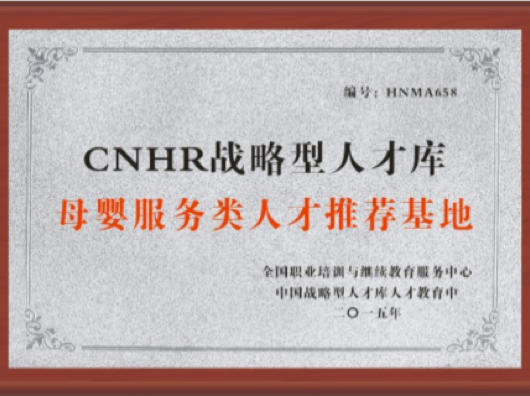 编号：HNMA658
CNHR战略型人才库
母婴服务类人才推荐基地
全国职业培训与继续教育服务中心
中国战略型人才库人才教育中
二〇一五年